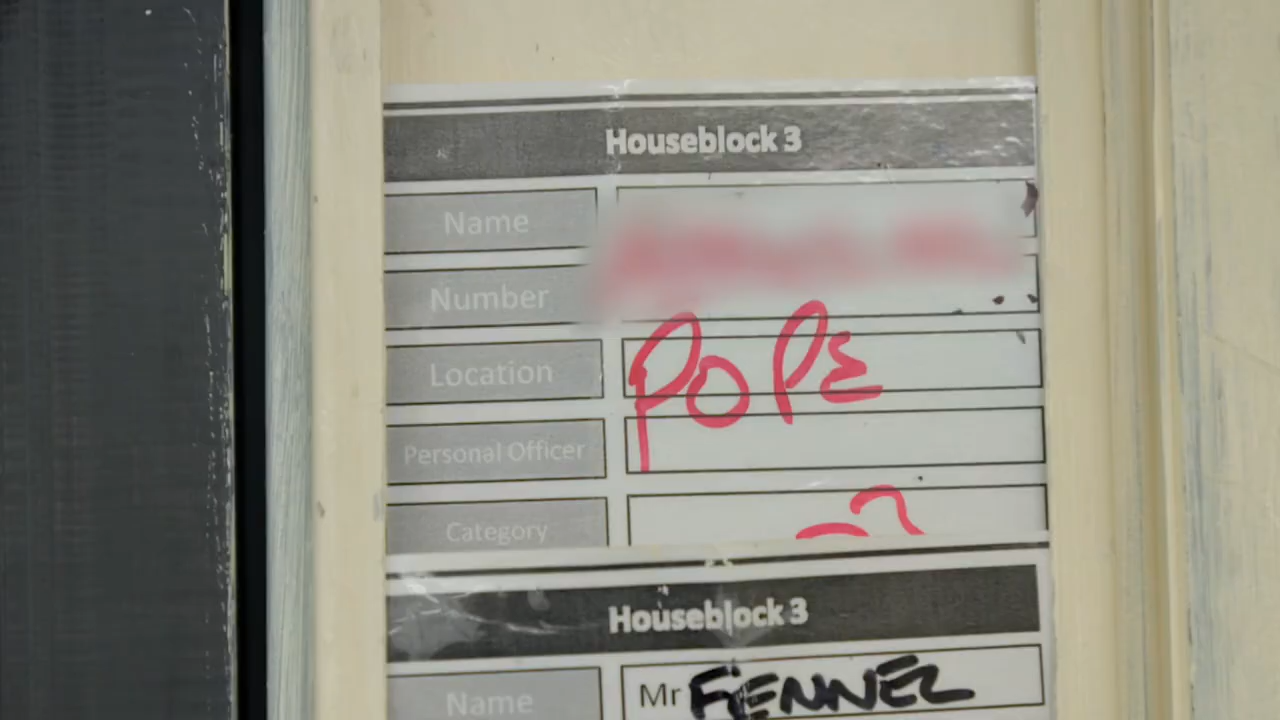 Houseblock 3
Name
Number
Location POPE
Personal Officer
Category
Houseblock 3
Name Mr FENNEL